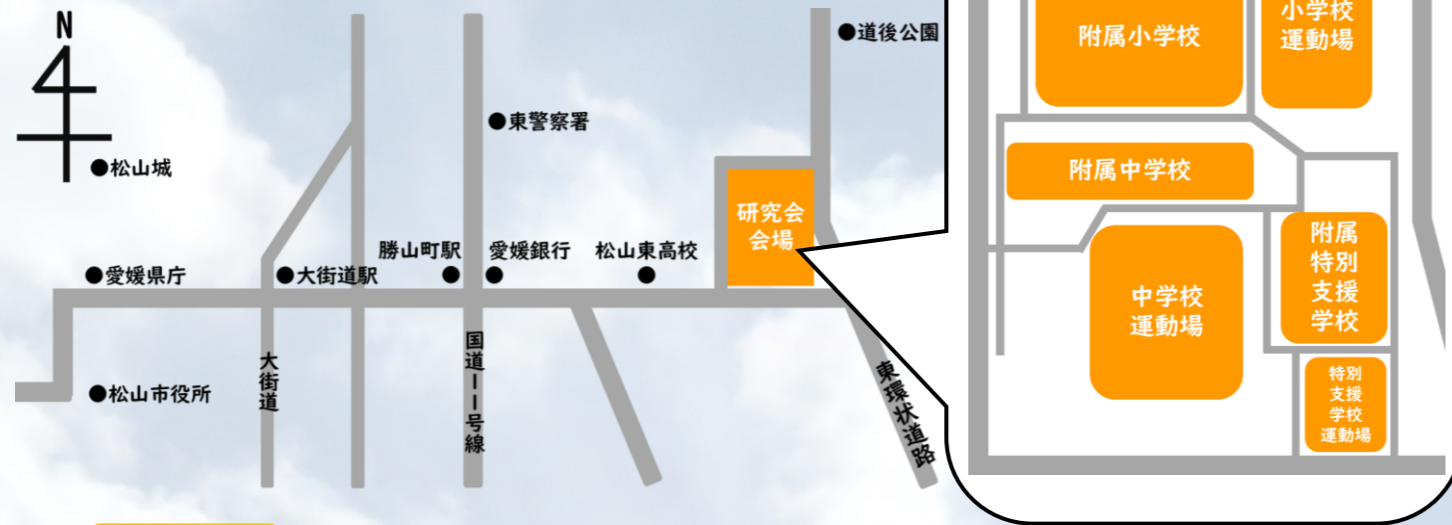 N
●松山城
●東警察署
●道後公園
研究会
会場
勝山町駅
愛媛銀行
松山東高校
●愛媛県庁
●大街道駅
●松山市役所
大街道
国道11号線
東環状道路
附属小学校
小学校
運動場
附属中学校
中学校
運動場
附属
特別
支援
学校
特別
支援
学校
運動場